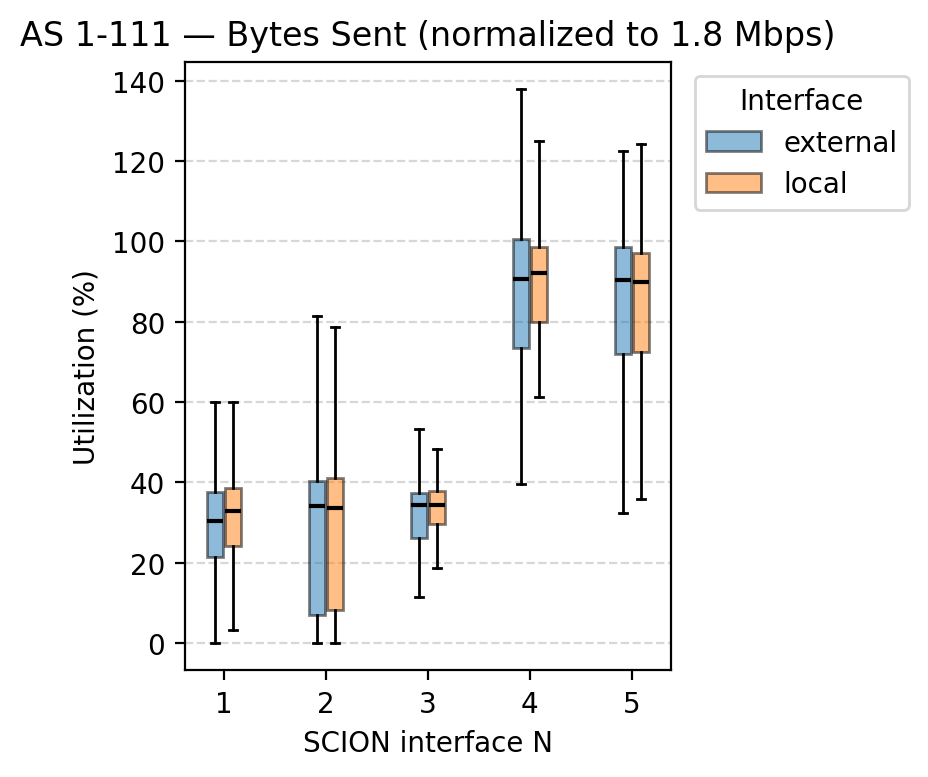 AS 1-111 — Bytes Sent (normalized to 1.8 Mbps)
Interface
external
local
Utilization (%)
140
120
100
80
60
40
20
0
1 2 3 4 5
SCION interface N